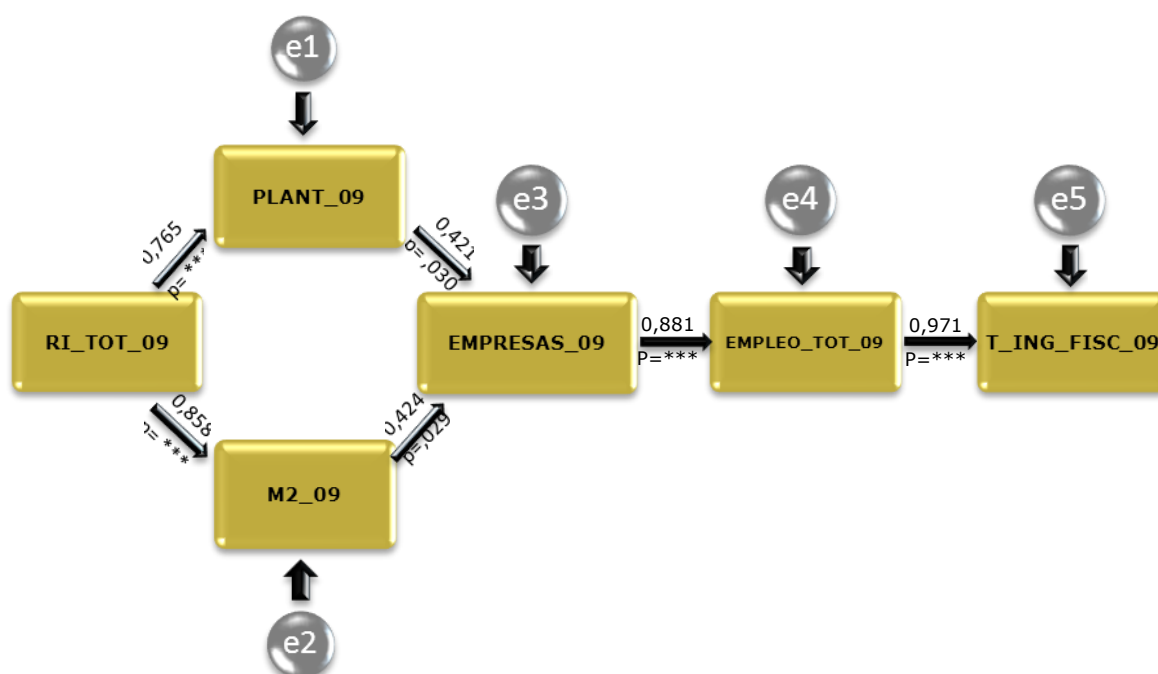 e1
PLANT_09
0,765
p= ***
0,421
p= ,030
e3
e4
e5
RI_TOT_09
EMPRESAS_09
0,881
P=***
EMPLEO_TOT_09
0,971
P=***
T_ING_FISC_09
0,858
p= ***
0,424
p=,029
M2_09
e2